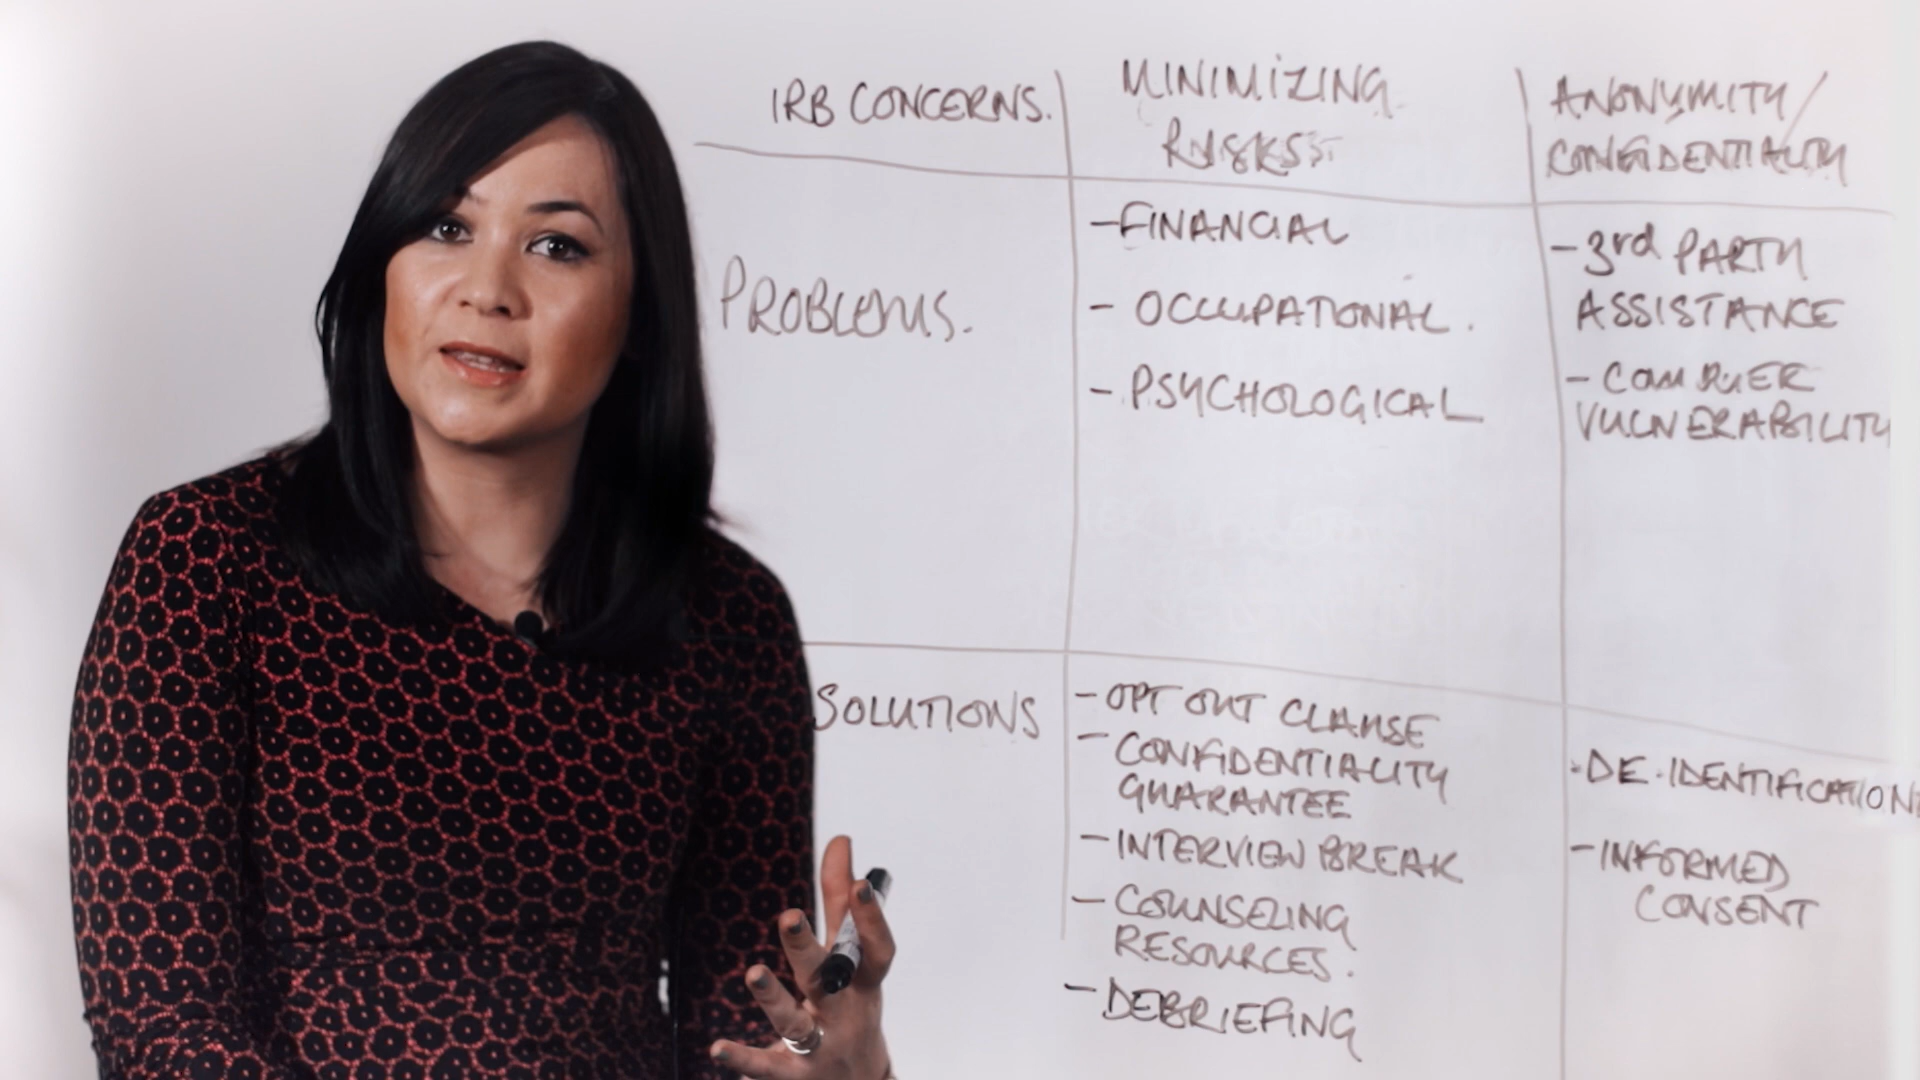 IRB CONCERNS.
MINIMIZING
RISKS
ANONYMITY/
CONFIDENTIALITY
PROBLEMS.
-FINANCIAL
- OCCUPATIONAL.
- PSYCHOLOGICAL
- 3rd PARTY
ASSISTANCE
- COMPUTER
VULNERABILITY
SOLUTIONS
- OPT OUT CLAUSE
- CONFIDENTIALITY
GUARANTEE
- INTERVIEW BREAK
- COUNSELING
RESOURCES.
- DEBRIEFING
- DE-IDENTIFICATION
- INFORMED
CONSENT